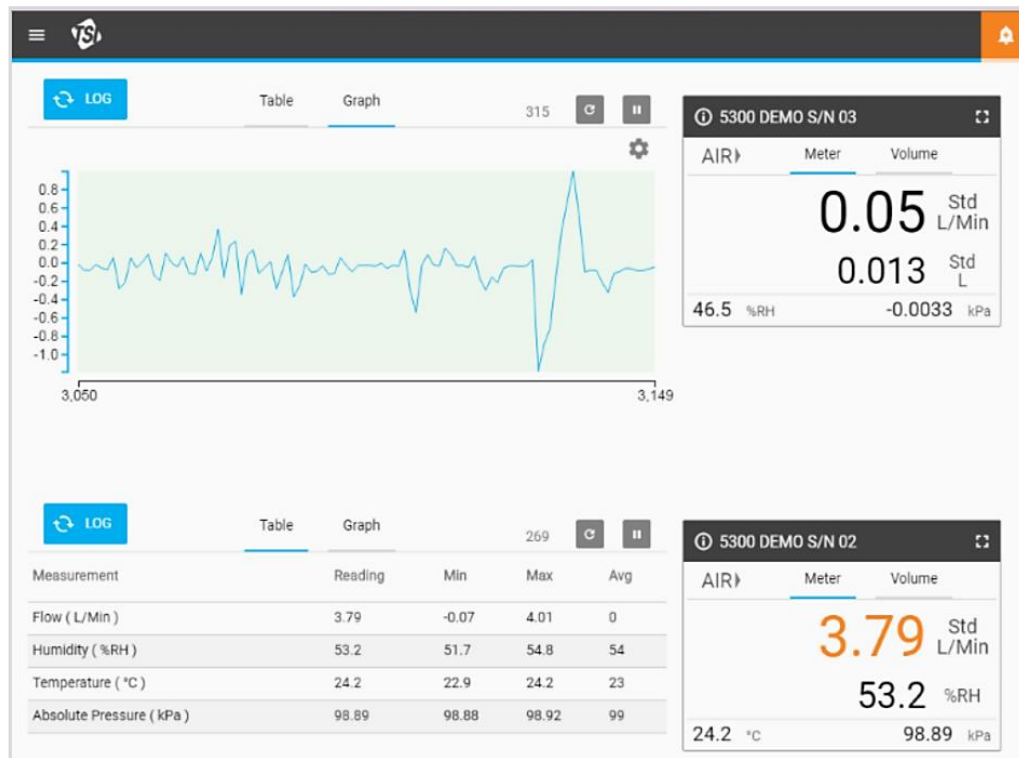 TSI
LOG Table Graph 315
0.8
0.6
0.4
0.2
0.0
-0.2
-0.4
-0.6
-0.8
-1.0
3,050 3,149
5300 DEMO S/N 03
AIR Meter Volume
0.05 Std L/Min
0.013 Std L
46.5 %RH -0.0033 kPa
LOG Table Graph 269
Measurement Reading Min Max Avg
Flow ( L/Min ) 3.79 -0.07 4.01 0
Humidity ( %RH ) 53.2 51.7 54.8 54
Temperature ( °C ) 24.2 22.9 24.2 23
Absolute Pressure ( kPa ) 98.89 98.88 98.92 99
5300 DEMO S/N 02
AIR Meter Volume
3.79 Std L/Min
53.2 %RH
24.2 °C 98.89 kPa